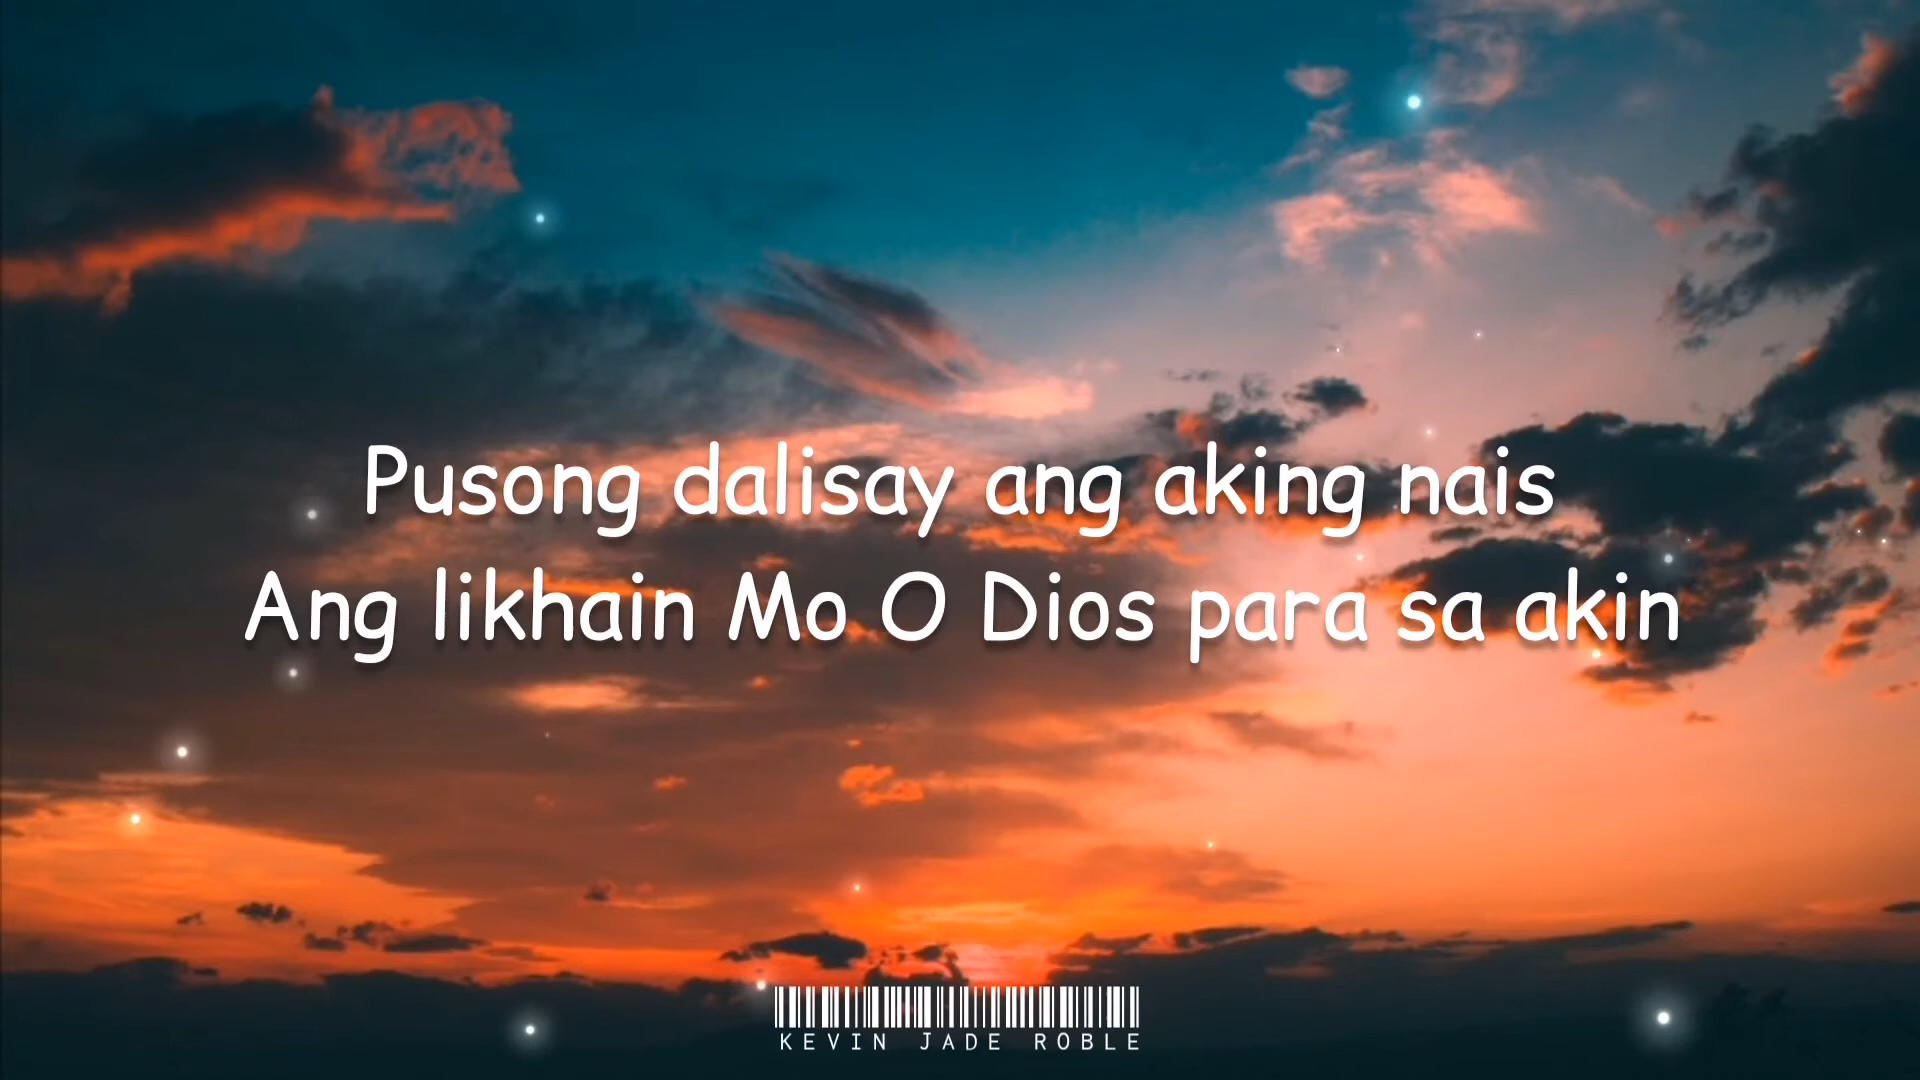 Pusong dalisay ang aking nais
Ang likhain Mo O Dios para sa akin
KEVIN JADE ROBLE